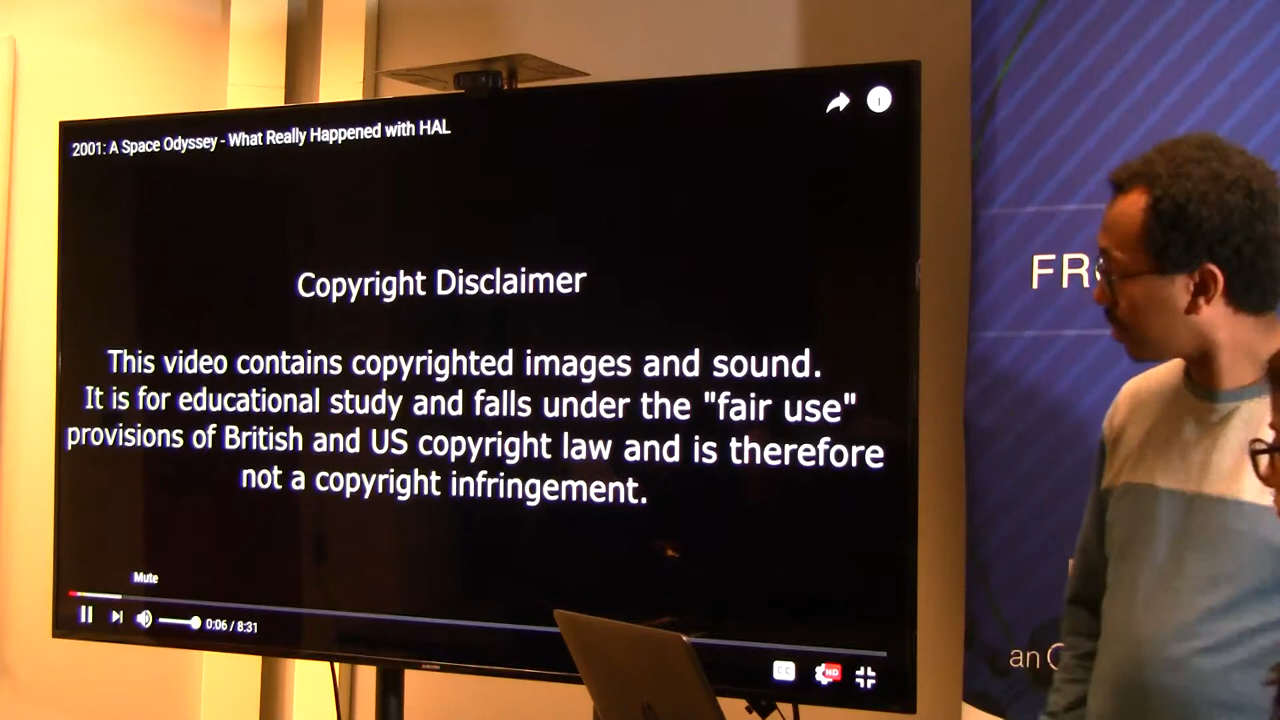 2001: A Space Odyssey - What Really Happened with HAL
i
Copyright Disclaimer
This video contains copyrighted images and sound.
It is for educational study and falls under the "fair use"
provisions of British and US copyright law and is therefore
not a copyright infringement.
Mute
0:06 / 8:31
CC
HD
FR
an